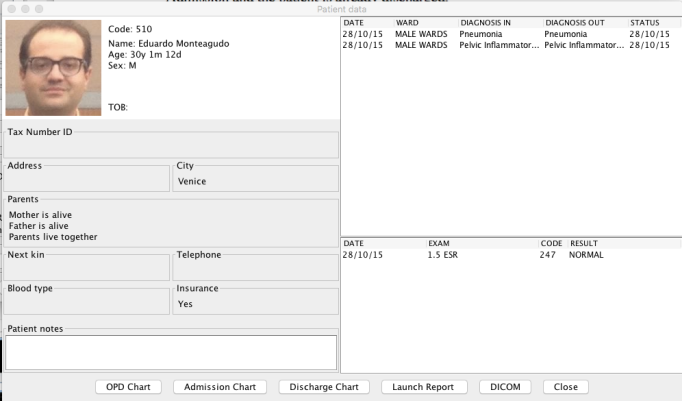 Patient data
Code: 510
Name: Eduardo Monteagudo
Age: 30y 1m 12d
Sex: M
TOB:
Tax Number ID
Address City
Venice
Parents
Mother is alive
Father is alive
Parents live together
Next kin Telephone
Blood type Insurance
Yes
Patient notes
DATE WARD DIAGNOSIS IN DIAGNOSIS OUT STATUS
28/10/15 MALE WARDS Pneumonia Pneumonia 28/10/15
28/10/15 MALE WARDS Pelvic Inflammator... Pelvic Inflammator... 28/10/15
DATE EXAM CODE RESULT
28/10/15 1.5 ESR 247 NORMAL
OPD Chart Admission Chart Discharge Chart Launch Report DICOM Close